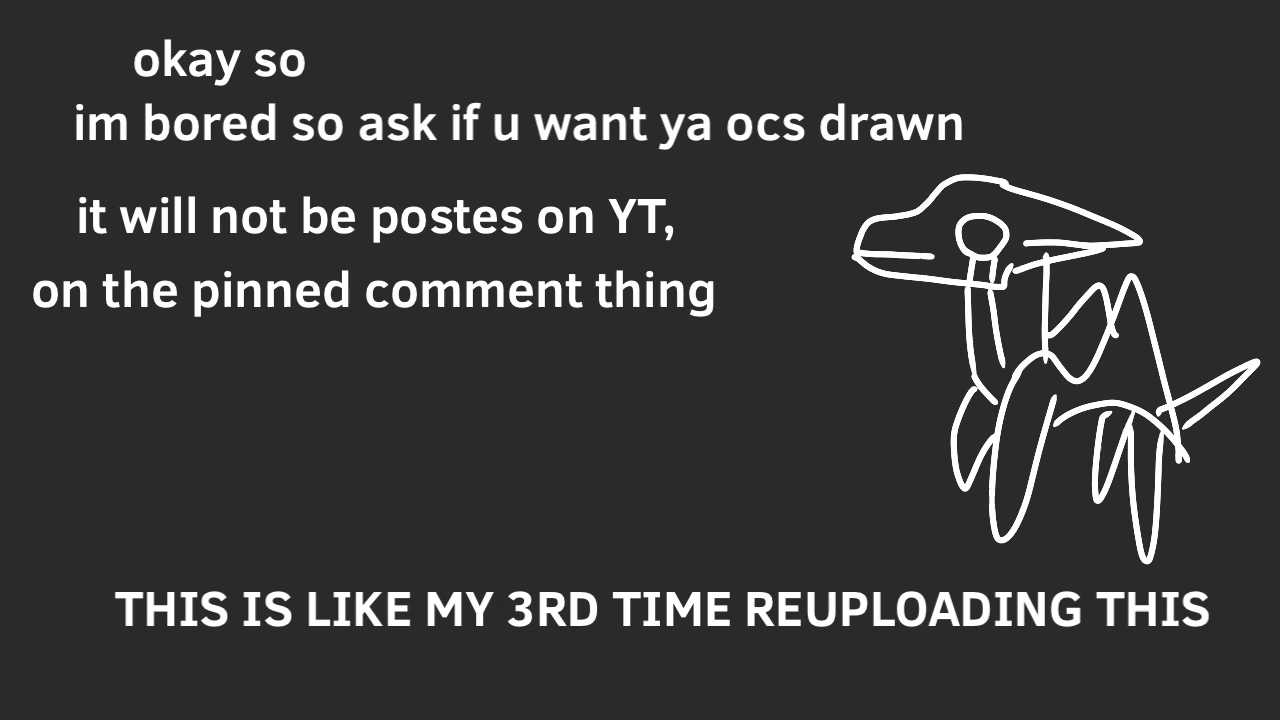 okay so
im bored so ask if u want ya ocs drawn
it will not be postes on YT,
on the pinned comment thing
THIS IS LIKE MY 3RD TIME REUPLOADING THIS